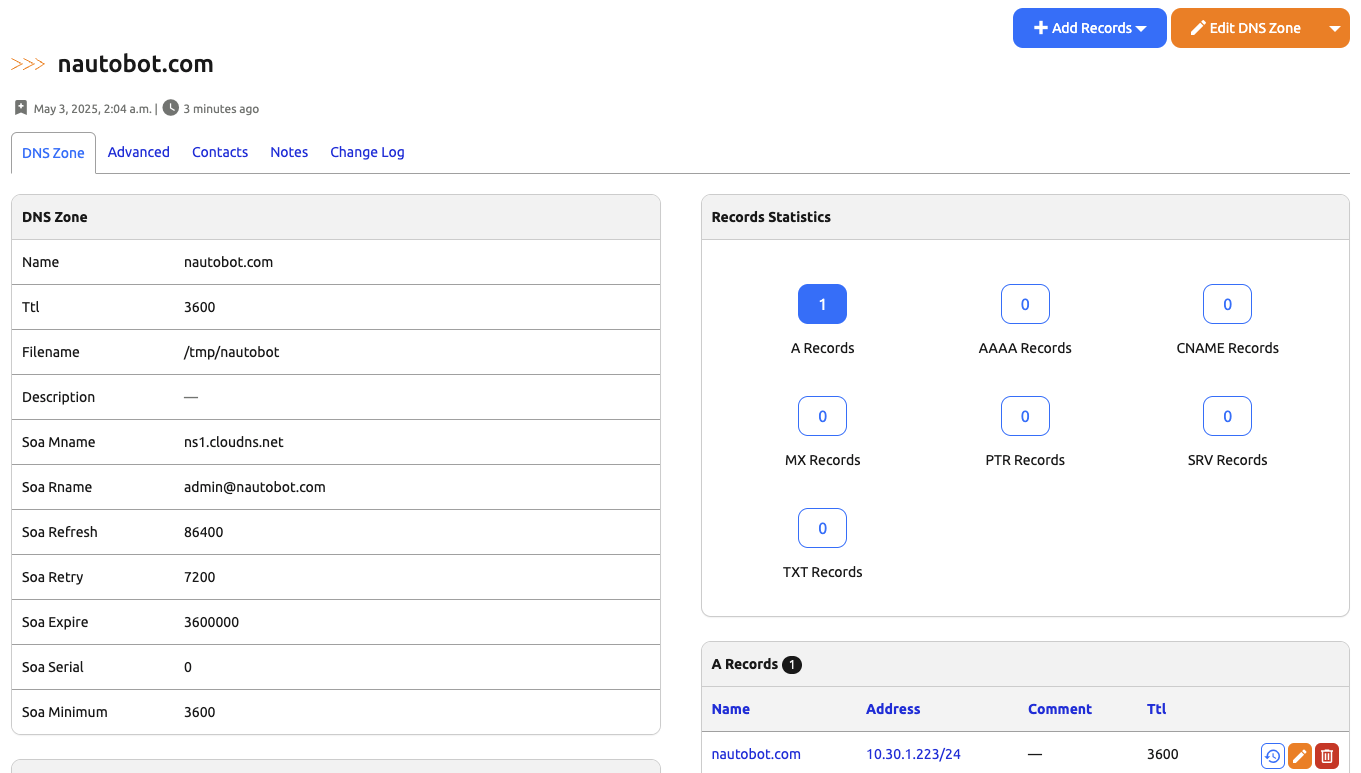 Add Records
Edit DNS Zone
>>> nautobot.com
May 3, 2025, 2:04 a.m. | 3 minutes ago
DNS Zone Advanced Contacts Notes Change Log
DNS Zone
Name nautobot.com
Ttl 3600
Filename /tmp/nautobot
Description —
Soa Mname ns1.cloudns.net
Soa Rname admin@nautobot.com
Soa Refresh 86400
Soa Retry 7200
Soa Expire 3600000
Soa Serial 0
Soa Minimum 3600
Records Statistics
1 0 0
A Records AAAA Records CNAME Records
0 0 0
MX Records PTR Records SRV Records
0
TXT Records
A Records 1
Name Address Comment Ttl
nautobot.com 10.30.1.223/24 — 3600